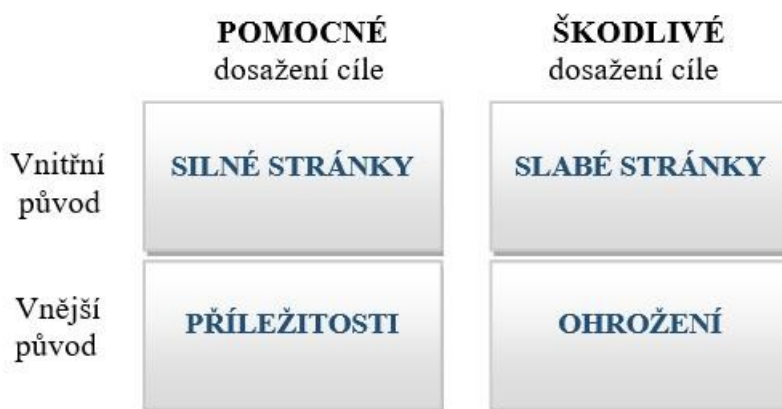 POMOCNÉ
dosažení cíle
ŠKODLIVÉ
dosažení cíle
Vnitřní
původ
SILNÉ STRÁNKY
SLABÉ STRÁNKY
Vnější
původ
PŘÍLEŽITOSTI
OHROŽENÍ